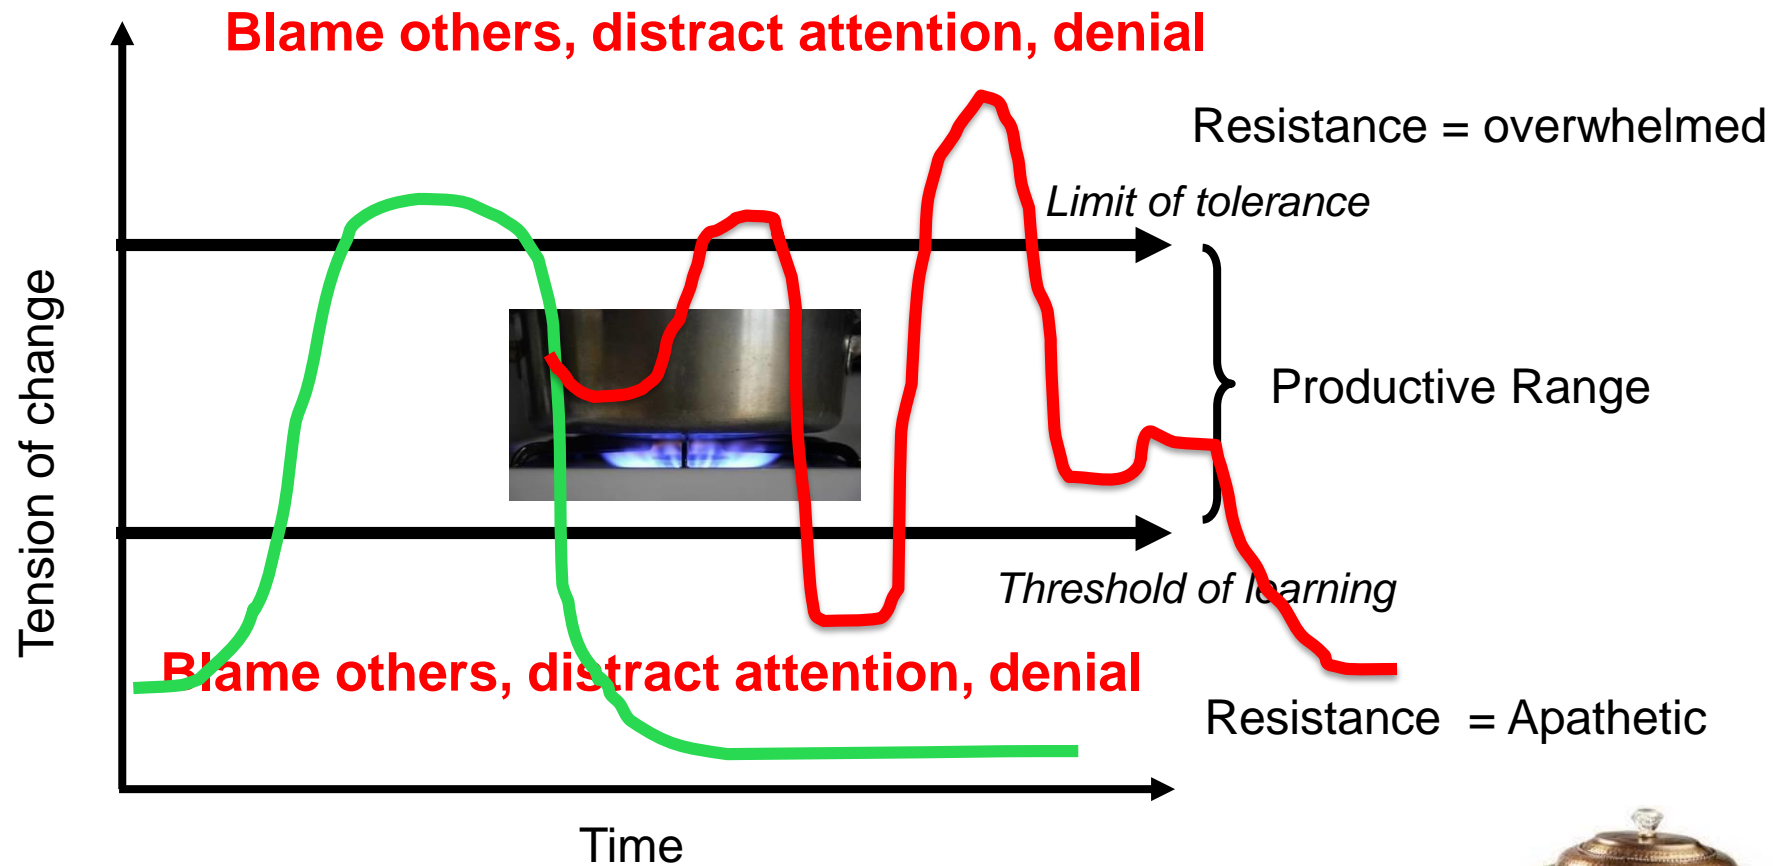 Blame others, distract attention, denial
Resistance = overwhelmed
Limit of tolerance
Tension of change
Productive Range
Threshold of learning
Blame others, distract attention, denial
Resistance = Apathetic
Time